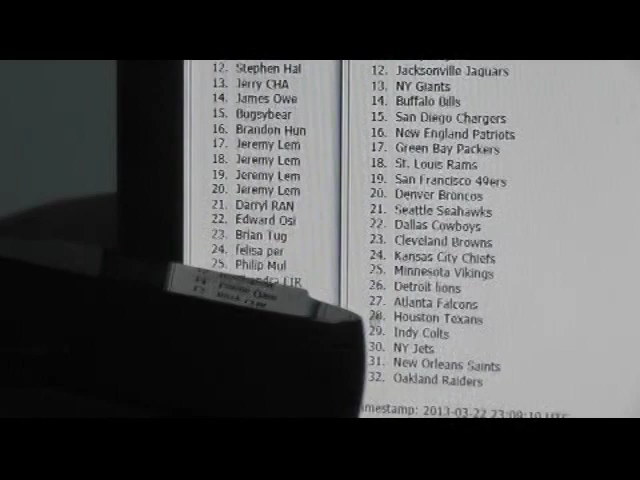 12. Stephen Hal
13. Jerry CHA
14. James Owe
15. Bugsybear
16. Brandon Hun
17. Jeremy Lem
18. Jeremy Lem
19. Jeremy Lem
20. Jeremy Lem
21. Darryl RAN
22. Edward Osi
23. Brian Tug
24. felisa per
25. Philip Mul
12. Jacksonville Jaguars
13. NY Giants
14. Buffalo Bills
15. San Diego Chargers
16. New England Patriots
17. Green Bay Packers
18. St. Louis Rams
19. San Francisco 49ers
20. Denver Broncos
21. Seattle Seahawks
22. Dallas Cowboys
23. Cleveland Browns
24. Kansas City Chiefs
25. Minnesota Vikings
26. Detroit lions
27. Atlanta Falcons
28. Houston Texans
29. Indy Colts
30. NY Jets
31. New Orleans Saints
32. Oakland Raiders
imestamp: 2013-03-22